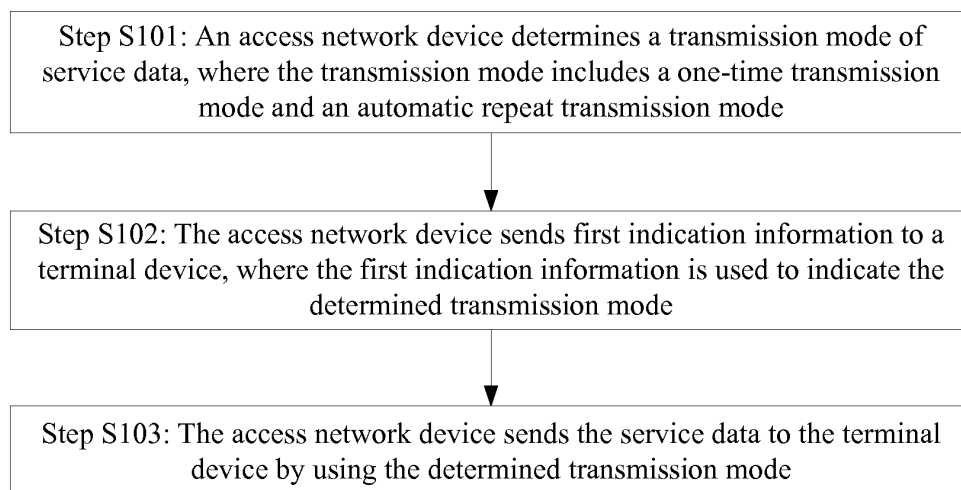 Step S101: An access network device determines a transmission mode of
service data, where the transmission mode includes a one-time transmission
mode and an automatic repeat transmission mode
Step S102: The access network device sends first indication information to a
terminal device, where the first indication information is used to indicate the
determined transmission mode
Step S103: The access network device sends the service data to the terminal
device by using the determined transmission mode